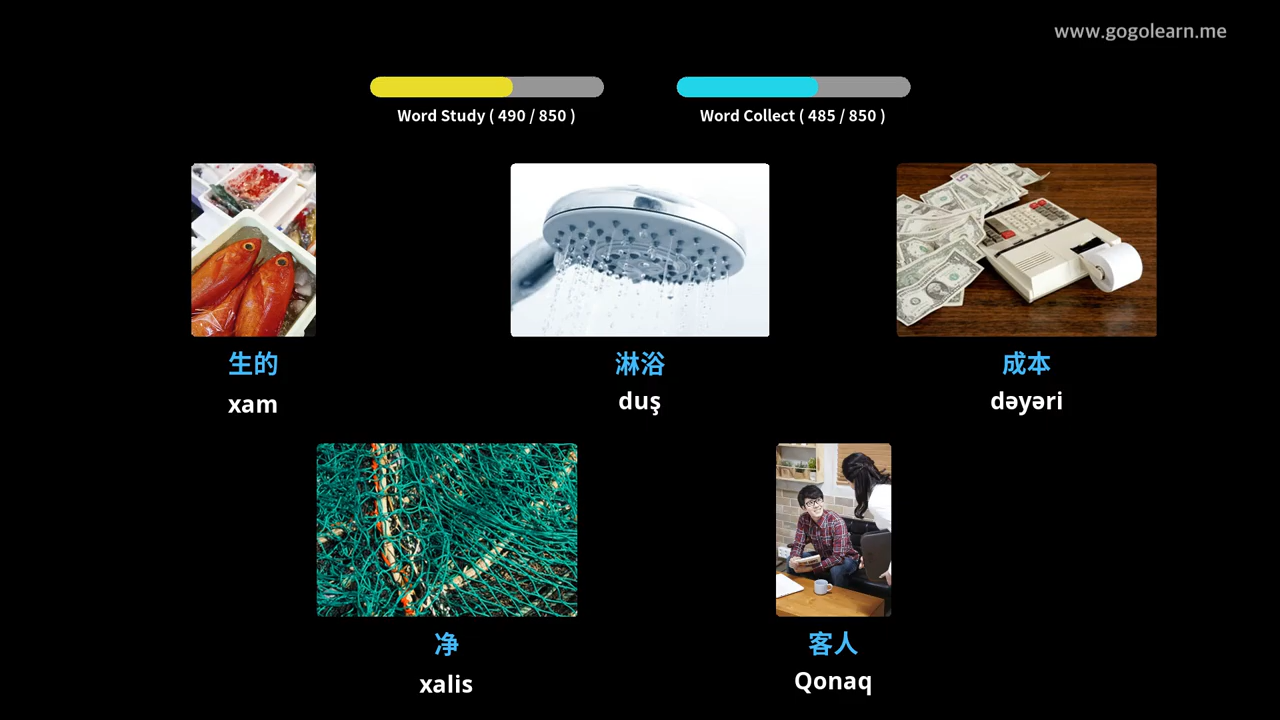 www.gogolearn.me
Word Study ( 490 / 850 )
Word Collect ( 485 / 850 )
生的
xam
淋浴
duş
成本
dəyəri
净
xalis
客人
Qonaq